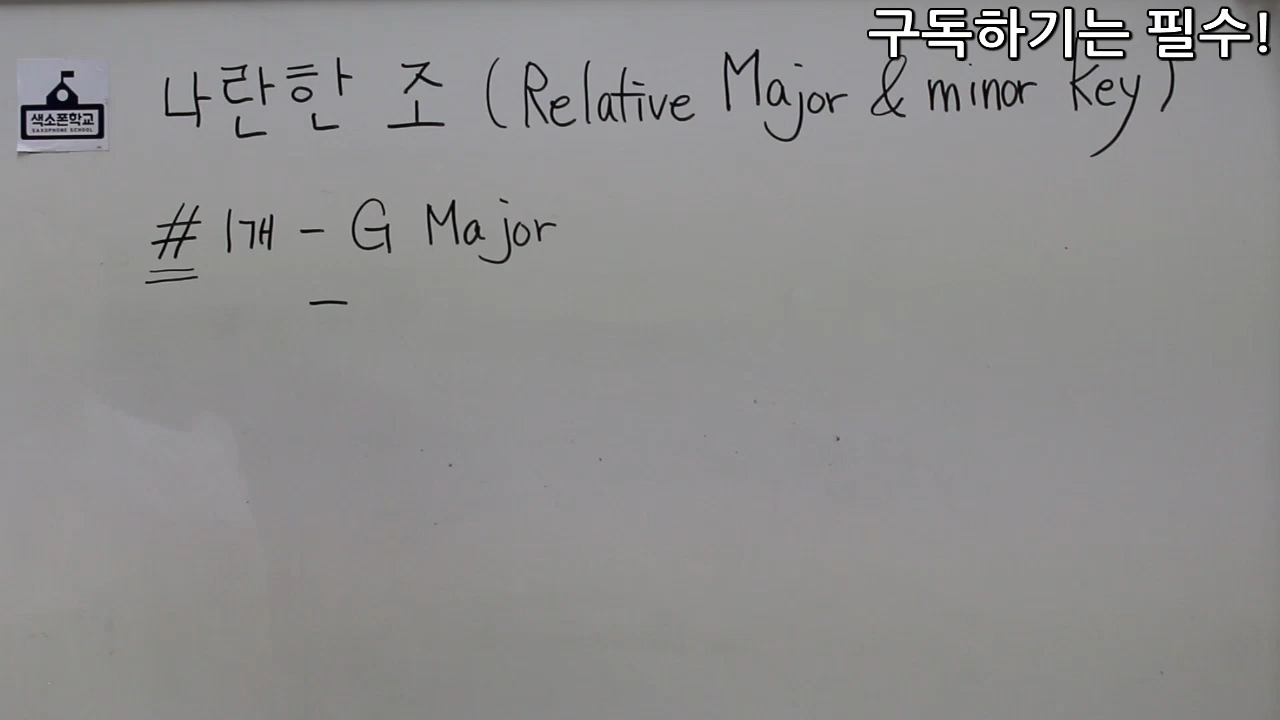 구독하기는 필수!
나란한 조 (Relative Major & minor key)
색소폰학교
SAXOPHONE SCHOOL
# 1개 - G Major
-